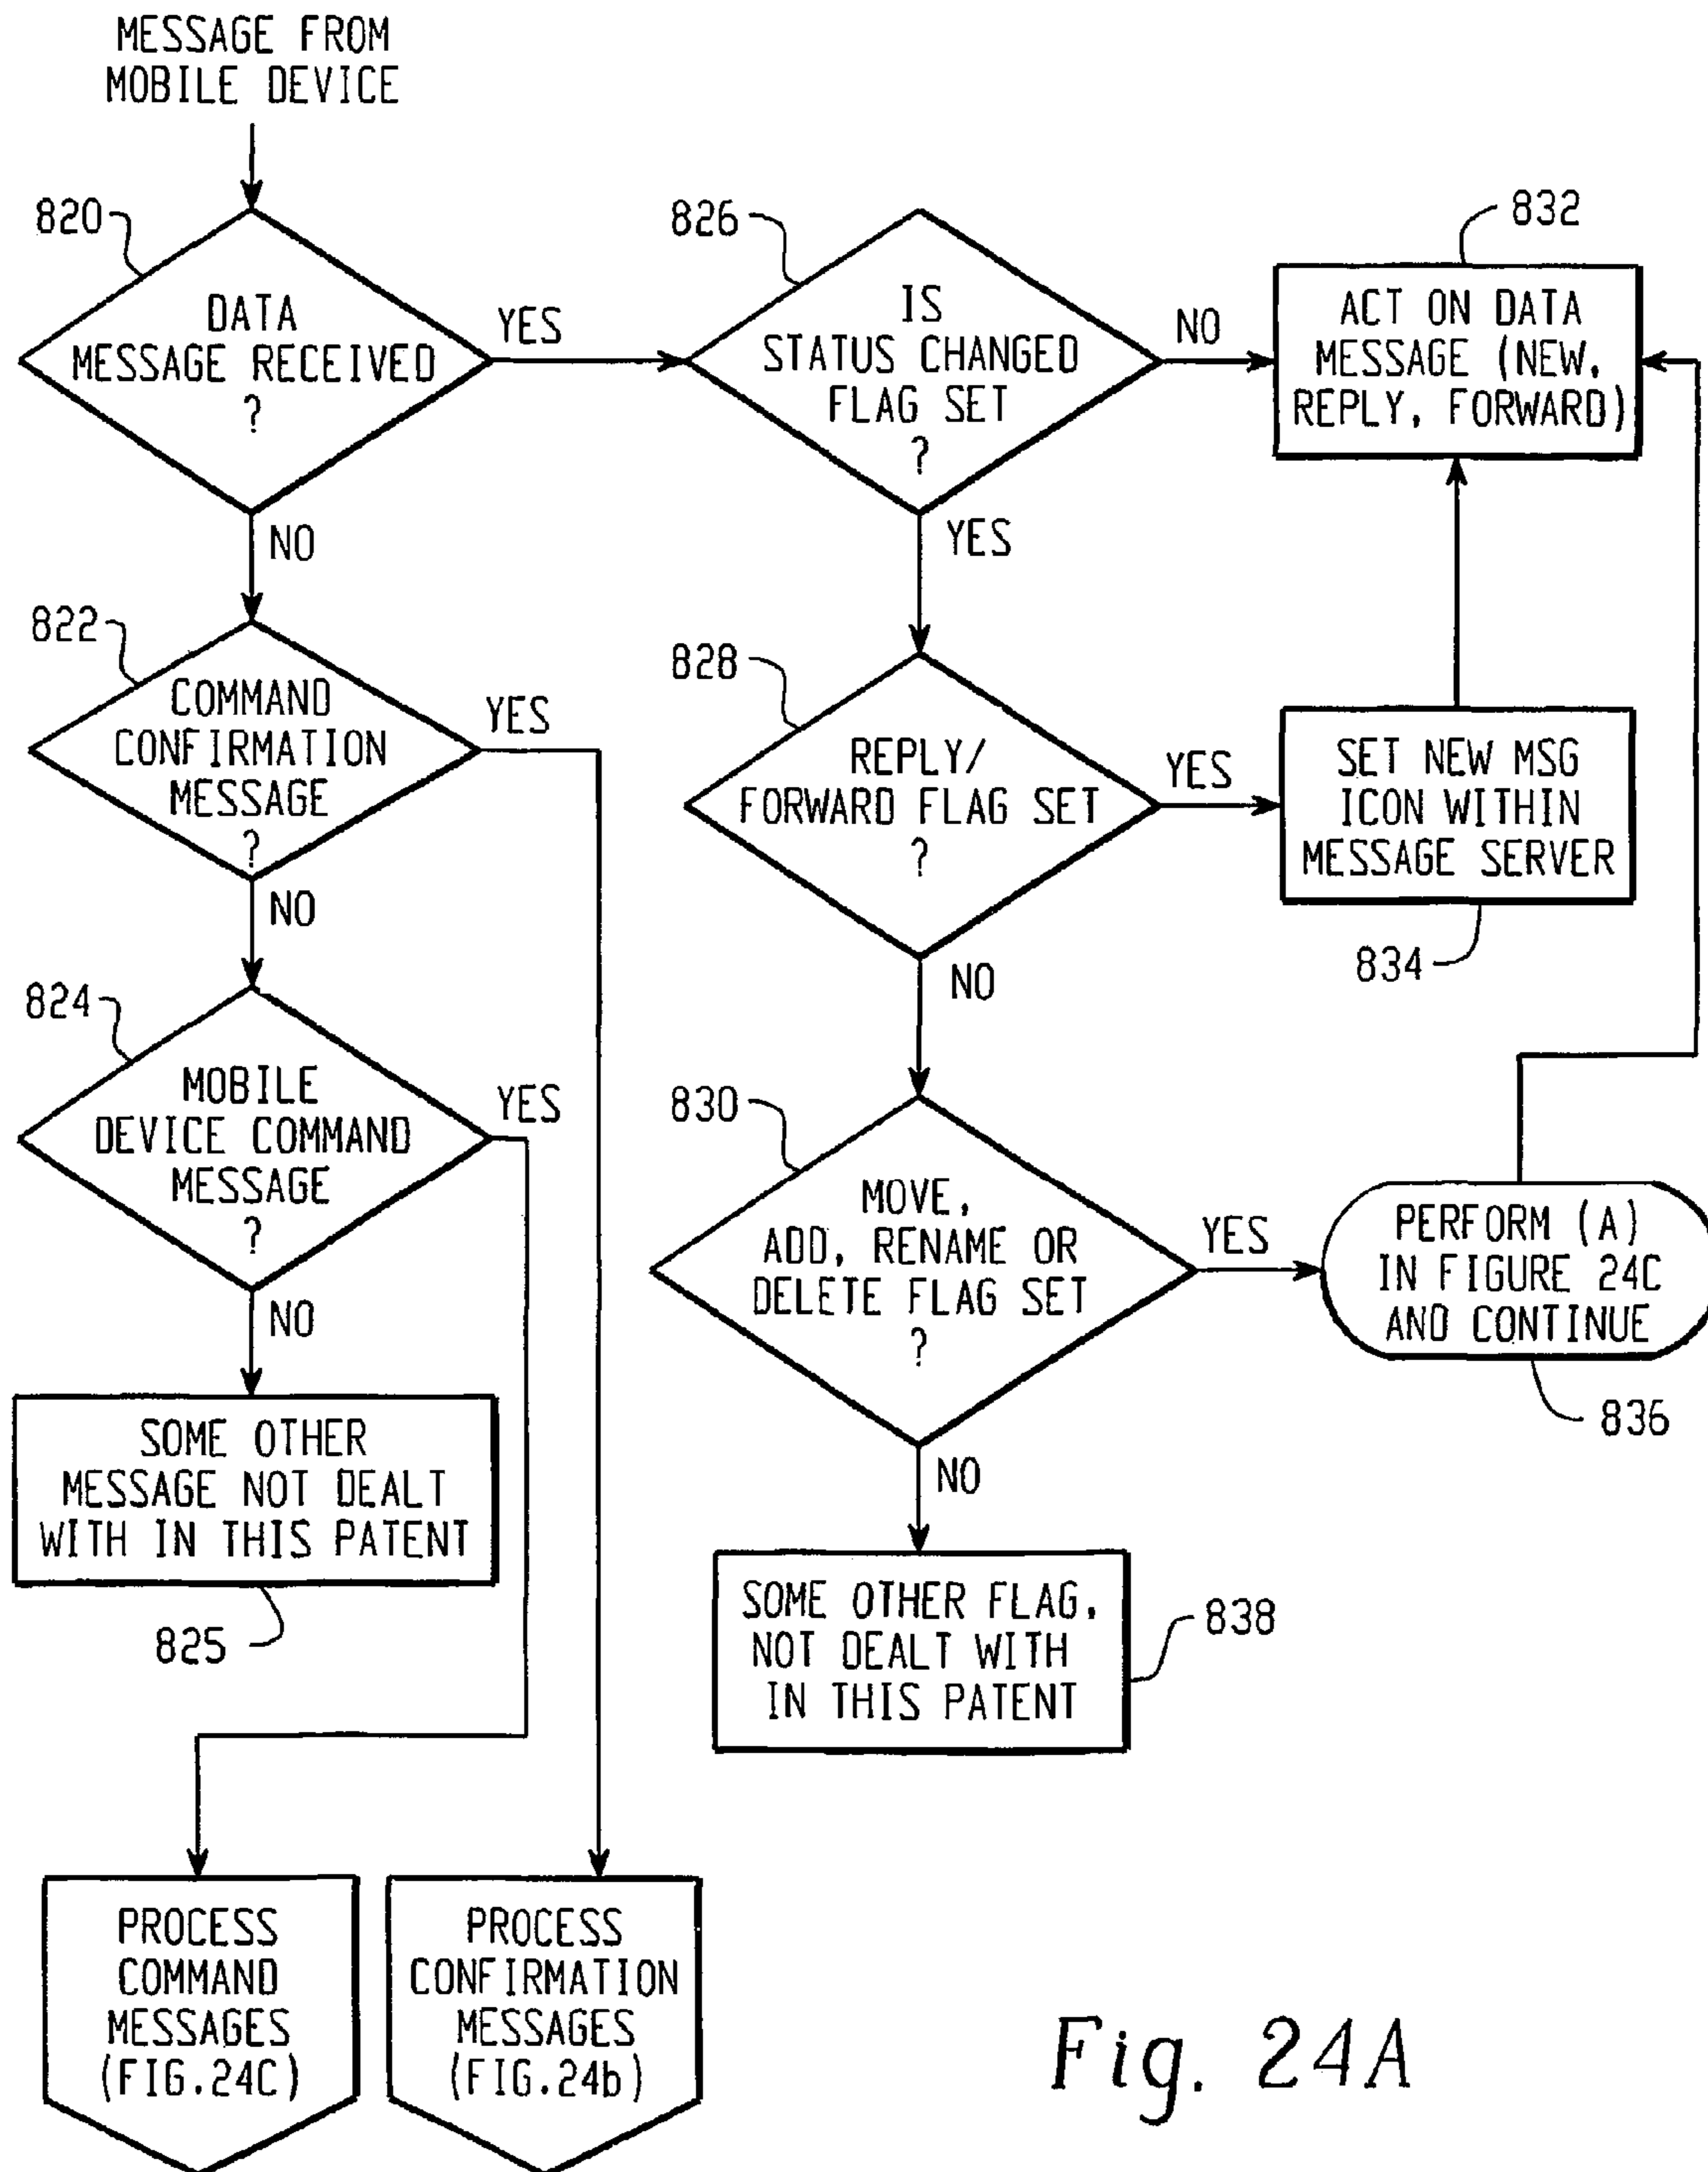 MESSAGE FROM
MOBILE DEVICE
820
DATA
MESSAGE RECEIVED
?
YES
NO
826
IS
STATUS CHANGED
FLAG SET
?
NO
YES
832
ACT ON DATA
MESSAGE (NEW,
REPLY, FORWARD)
822
COMMAND
CONFIRMATION
MESSAGE
?
YES
NO
828
REPLY/
FORWARD FLAG SET
?
YES
NO
SET NEW MSG
ICON WITHIN
MESSAGE SERVER
834
824
MOBILE
DEVICE COMMAND
MESSAGE
?
YES
NO
830
MOVE,
ADD, RENAME OR
DELETE FLAG SET
?
YES
NO
PERFORM (A)
IN FIGURE 24C
AND CONTINUE
836
SOME OTHER
MESSAGE NOT DEALT
WITH IN THIS PATENT
825
SOME OTHER FLAG,
NOT DEALT WITH
IN THIS PATENT
838
PROCESS
COMMAND
MESSAGES
(FIG.24C)
PROCESS
CONFIRMATION
MESSAGES
(FIG.24b)
Fig. 24A